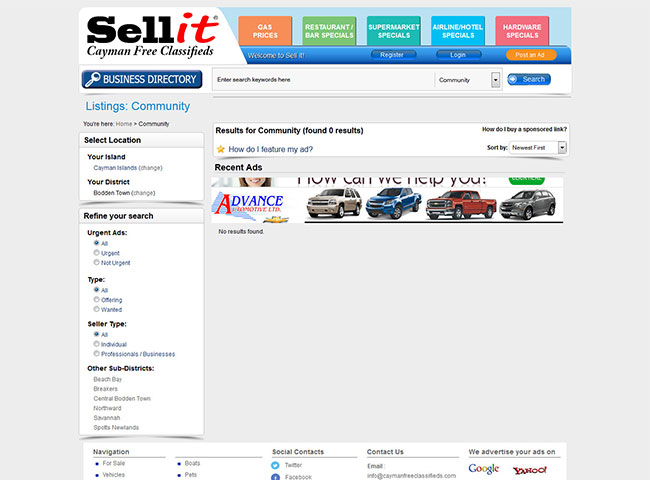 Sellit®
Cayman Free Classifieds
GAS PRICES
RESTAURANT / BAR SPECIALS
SUPERMARKET SPECIALS
AIRLINE/HOTEL SPECIALS
HARDWARE SPECIALS
Welcome to Sell it!
Register
Login
Post an Ad
BUSINESS DIRECTORY
Enter search keywords here
Community
Search
Listings: Community
You're here: Home > Community
Select Location
Your Island
Cayman Islands (change)
Your District
Bodden Town (change)
Refine your search
Urgent Ads:
All
Urgent
Not Urgent
Type:
All
Offering
Wanted
Seller Type:
All
Individual
Professionals / Businesses
Other Sub-Districts:
Beach Bay
Breakers
Central Bodden Town
Northward
Savannah
Spotts Newlands
Results for Community (found 0 results)
How do I buy a sponsored link?
How do I feature my ad?
Sort by: Newest First
Recent Ads
How can we help you?
ADVANCE
AUTOMOTIVE LTD.
No results found.
Navigation
For Sale
Vehicles
Boats
Pets
Social Contacts
Twitter
Facebook
Contact Us
Email :
info@caymanfreeclassifieds.com
We advertise your ads on
Google
YAHOO!